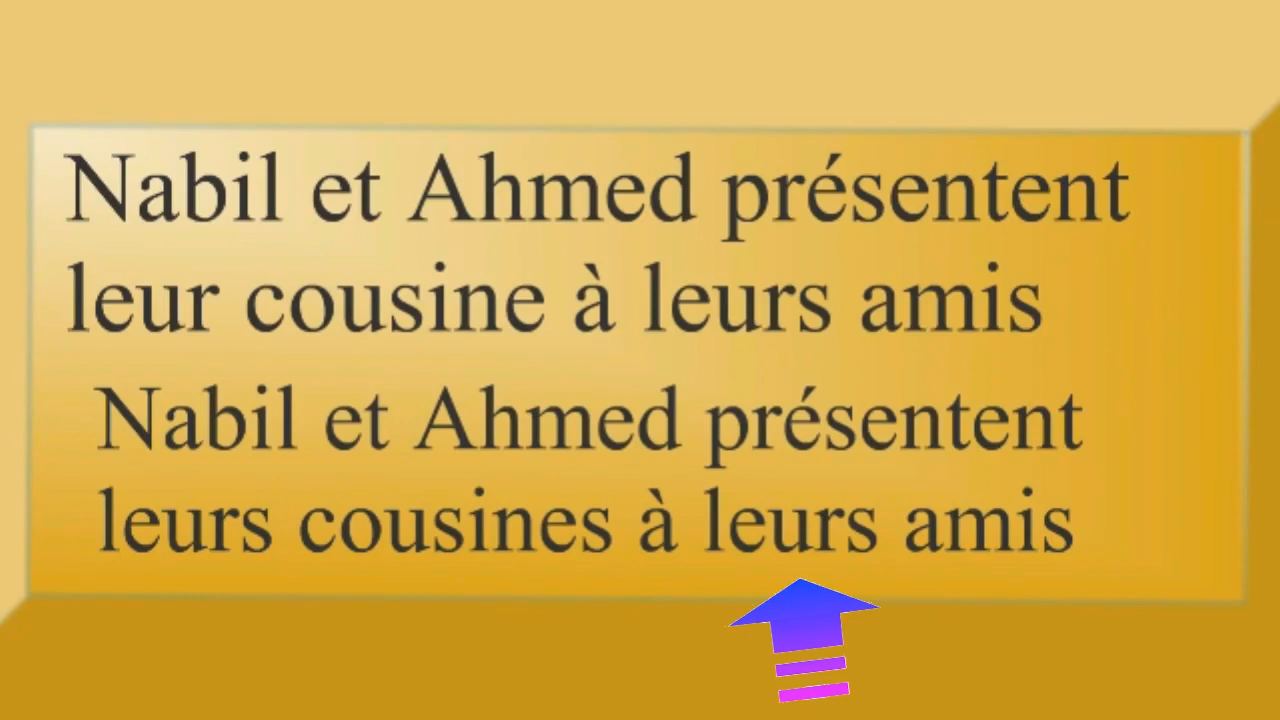 Nabil et Ahmed présentent
leur cousine à leurs amis
Nabil et Ahmed présentent
leurs cousines à leurs amis